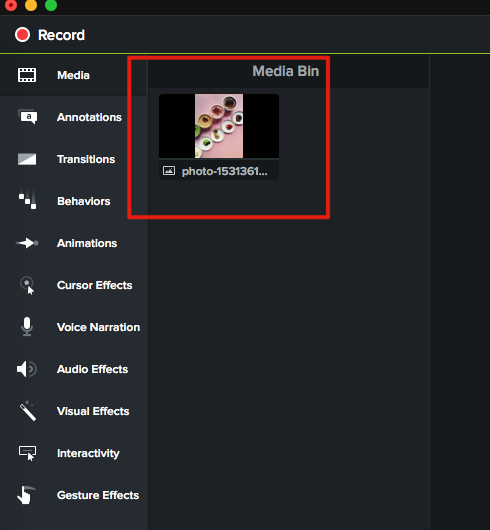 Record
Media Bin
Media
photo-1531361...
Annotations
Transitions
Behaviors
Animations
Cursor Effects
Voice Narration
Audio Effects
Visual Effects
Interactivity
Gesture Effects